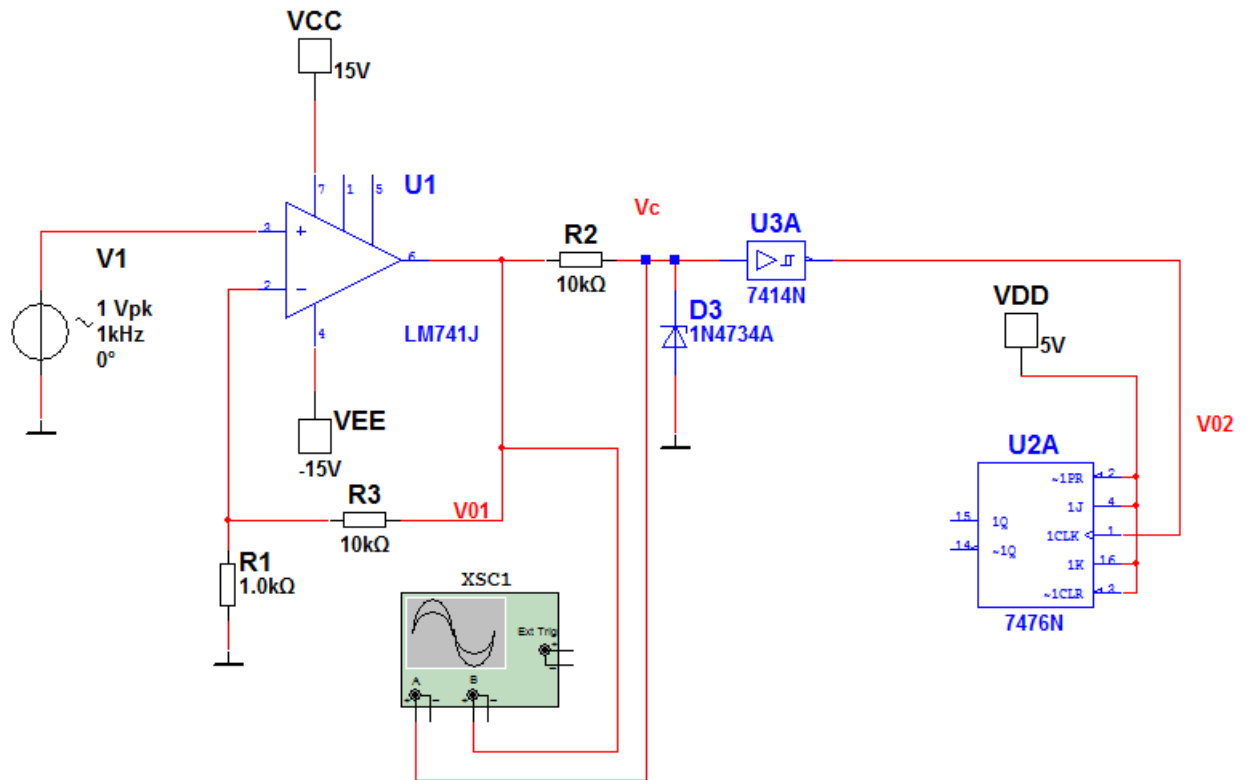 VCC
15V
7
1
5
U1
3
V1
1 Vpk
1kHz
0°
2
6
4
LM741J
VEE
-15V
R2
10kΩ
Vc
U3A
7414N
D3
1N4734A
VDD
5V
V02
U2A
~1PR
2
1J
4
15
1Q
1CLK
1
14
~1Q
1K
16
~1CLR
3
7476N
R3
V01
10kΩ
R1
1.0kΩ
XSC1
Ext Trig
+
−
A
B
+
−
+
−